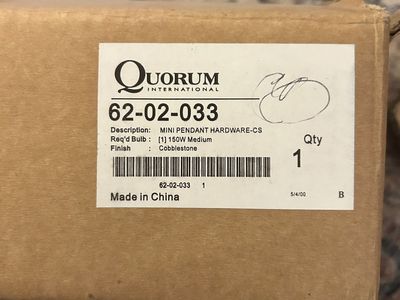 QUORUM
INTERNATIONAL
62-02-033
Description: MINI PENDANT HARDWARE-CS
Req'd Bulb : [1] 150W Medium
Finish : Cobblestone
Qty
1
62-02-033 1
Made in China
5/4/00 B